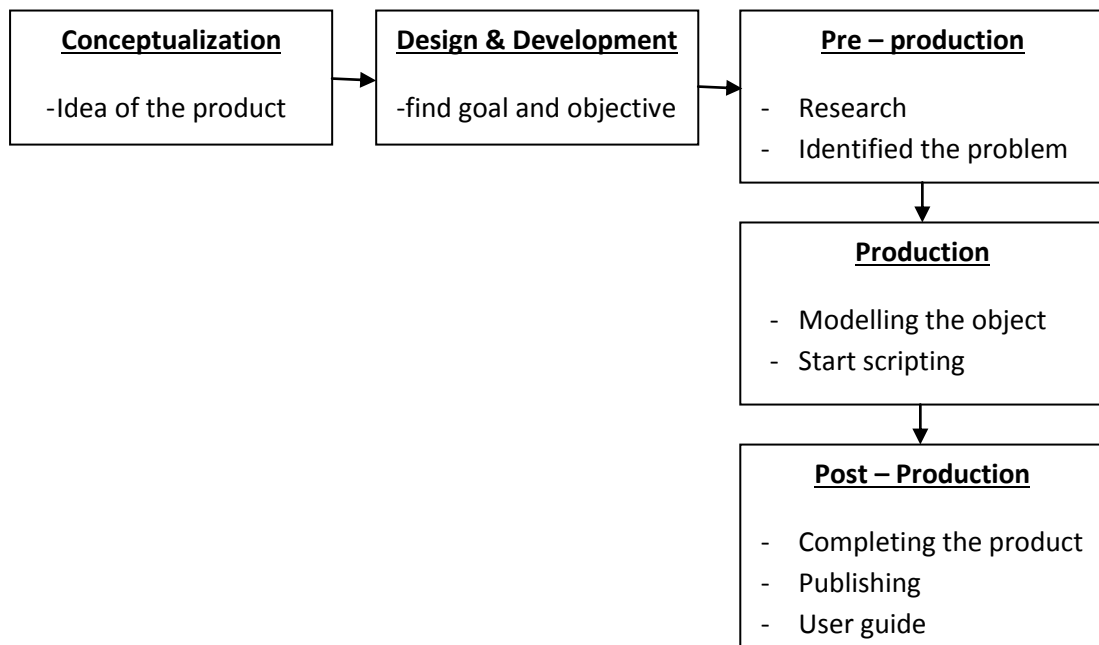 Conceptualization
-Idea of the product
Design & Development
-find goal and objective
Pre – production
- Research
- Identified the problem
Production
- Modelling the object
- Start scripting
Post – Production
- Completing the product
- Publishing
- User guide